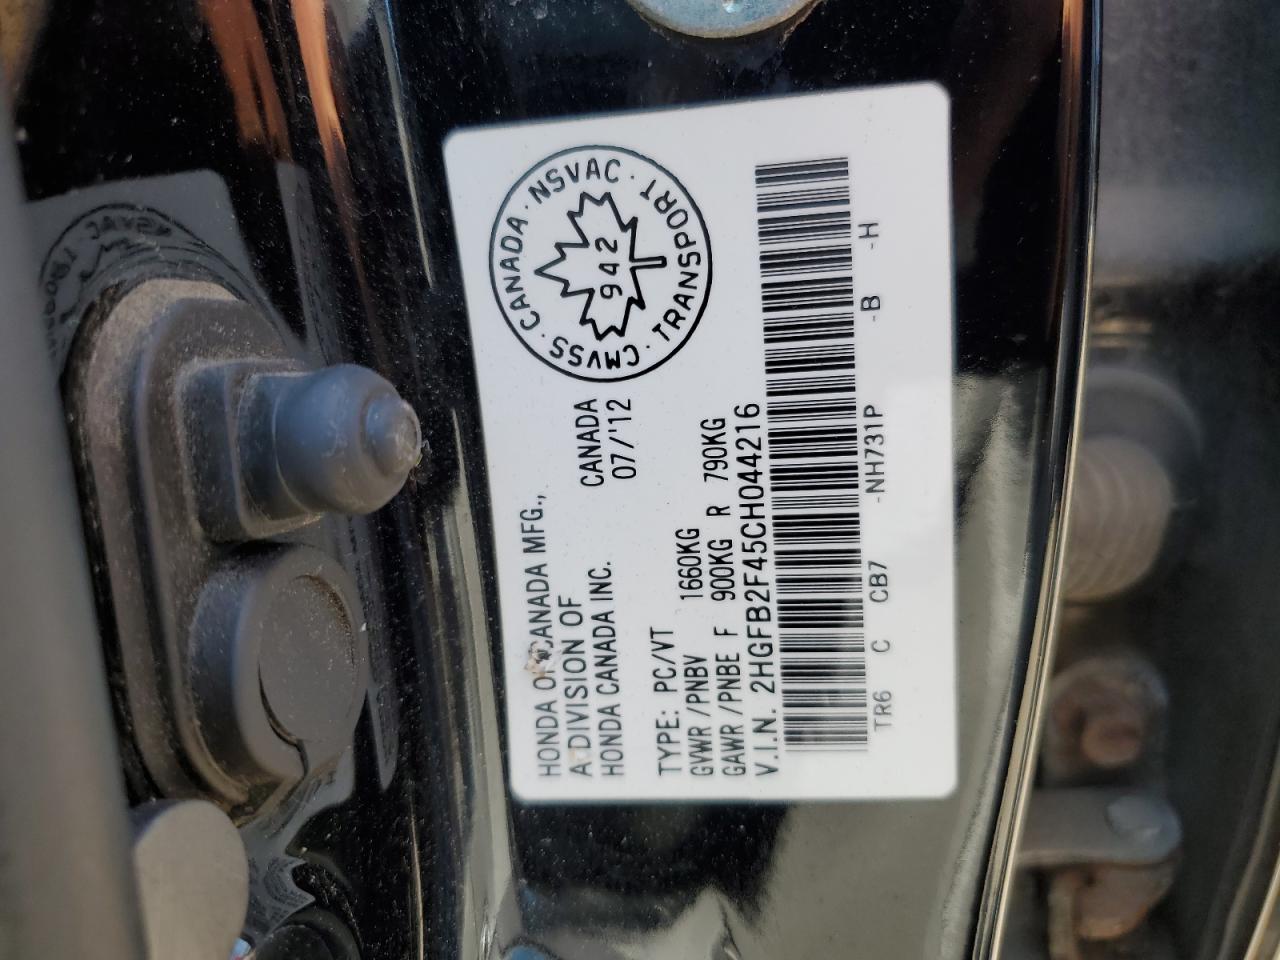 HONDA OF CANADA MFG.,
A DIVISION OF CANADA
HONDA CANADA INC. 07/'12
CMVSS · CANADA · NSVAC · TRANSPORT ·
942
TYPE: PC/VT
GVWR/PNBV 1660KG
GAWR/PNBE F 900KG R 790KG
V.I.N. 2HGFB2F45CH044216
TR6 C CB7 -NH731P -B -H